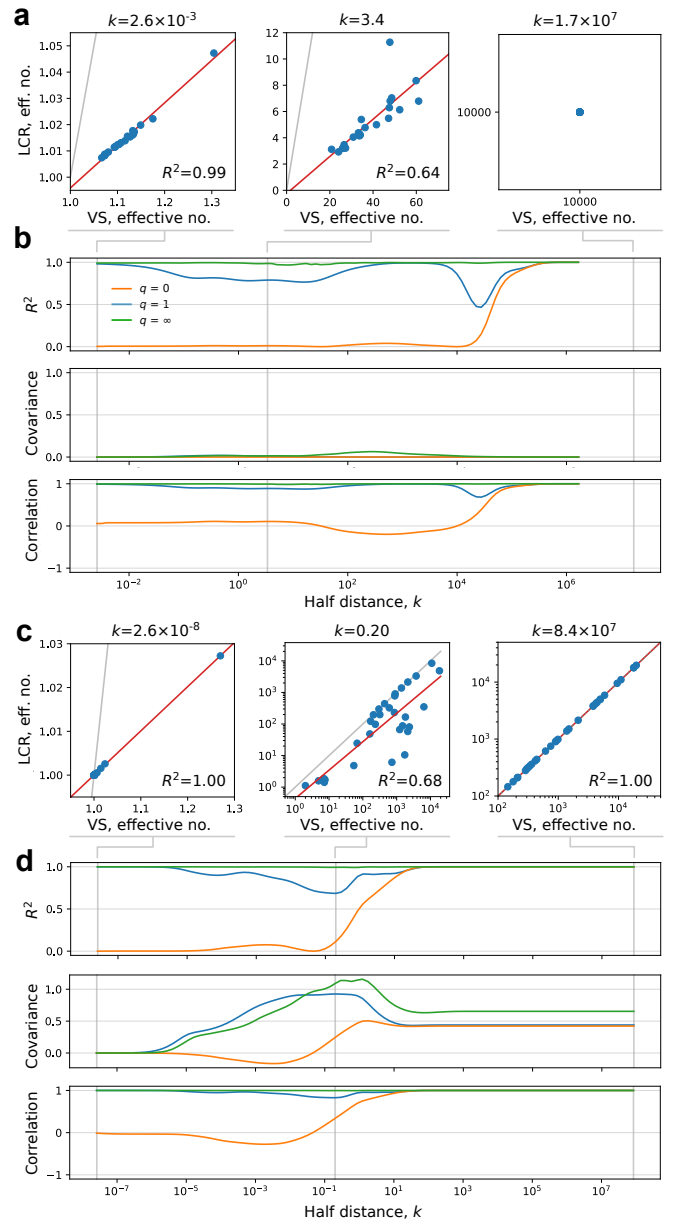 a
k=2.6×10⁻³ k=3.4 k=1.7×10⁷
LCR, eff. no.
1.05
1.04
1.03
1.02
1.01
1.00
R²=0.99
1.0 1.1 1.2 1.3
VS, effective no.
12
10
8
6
4
2
0
R²=0.64
0 20 40 60
VS, effective no.
10000
10000
VS, effective no.
b
R²
1.0
0.5
0.0
q = 0
q = 1
q = ∞
Covariance
1.0
0.5
0.0
Correlation
1
0
−1
10⁻² 10⁰ 10² 10⁴ 10⁶
Half distance, k
c
k=2.6×10⁻⁸ k=0.20 k=8.4×10⁷
LCR, eff. no.
1.03
1.02
1.01
1.00
R²=1.00
1.0 1.1 1.2 1.3
VS, effective no.
10⁴
10³
10²
10¹
10⁰
R²=0.68
10⁰ 10¹ 10² 10³ 10⁴
VS, effective no.
10⁴
10³
10²
R²=1.00
10² 10³ 10⁴
VS, effective no.
d
R²
1.0
0.5
0.0
Covariance
1.0
0.5
0.0
Correlation
1
0
−1
10⁻⁷ 10⁻⁵ 10⁻³ 10⁻¹ 10¹ 10³ 10⁵ 10⁷
Half distance, k